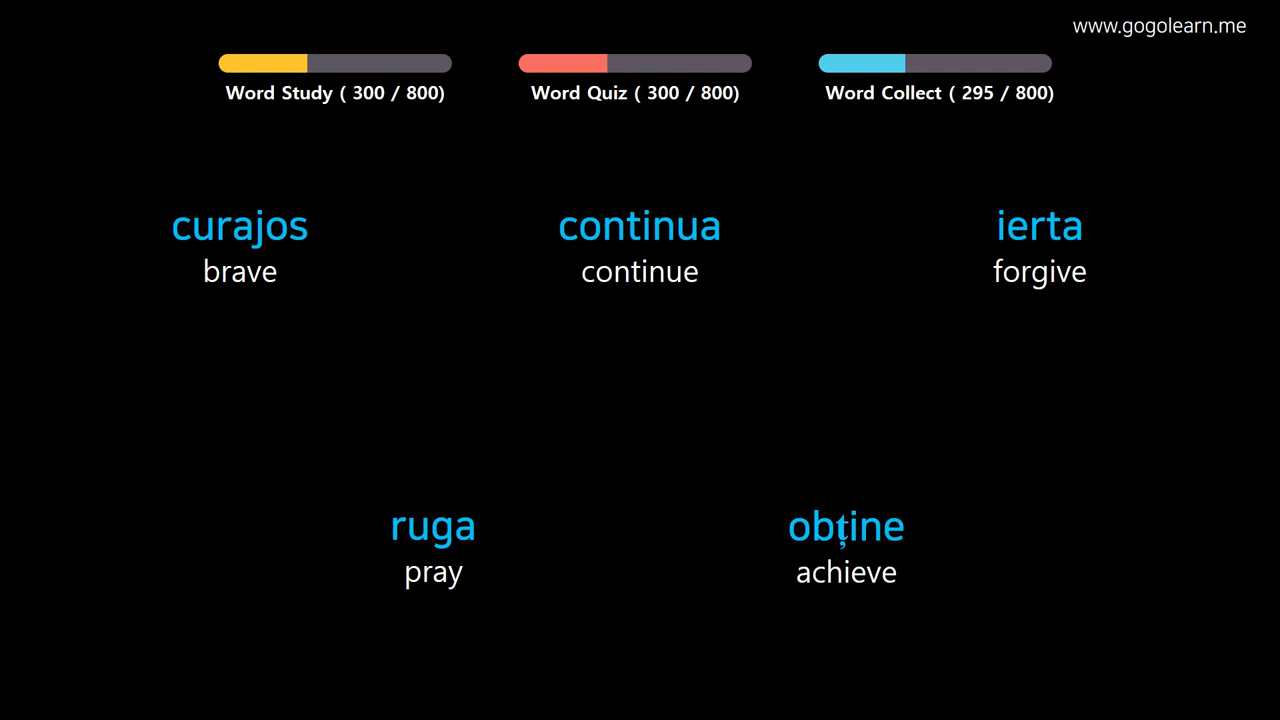 www.gogolearn.me
Word Study ( 300 / 800)
Word Quiz ( 300 / 800)
Word Collect ( 295 / 800)
curajos
brave
continua
continue
ierta
forgive
ruga
pray
obține
achieve